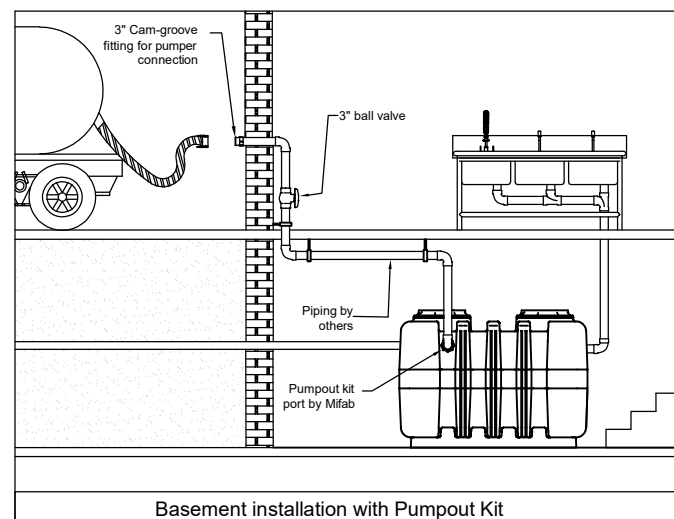 3" Cam-groove
fitting for pumper
connection
3" ball valve
Piping by
others
Pumpout kit
port by Mifab
Basement installation with Pumpout Kit